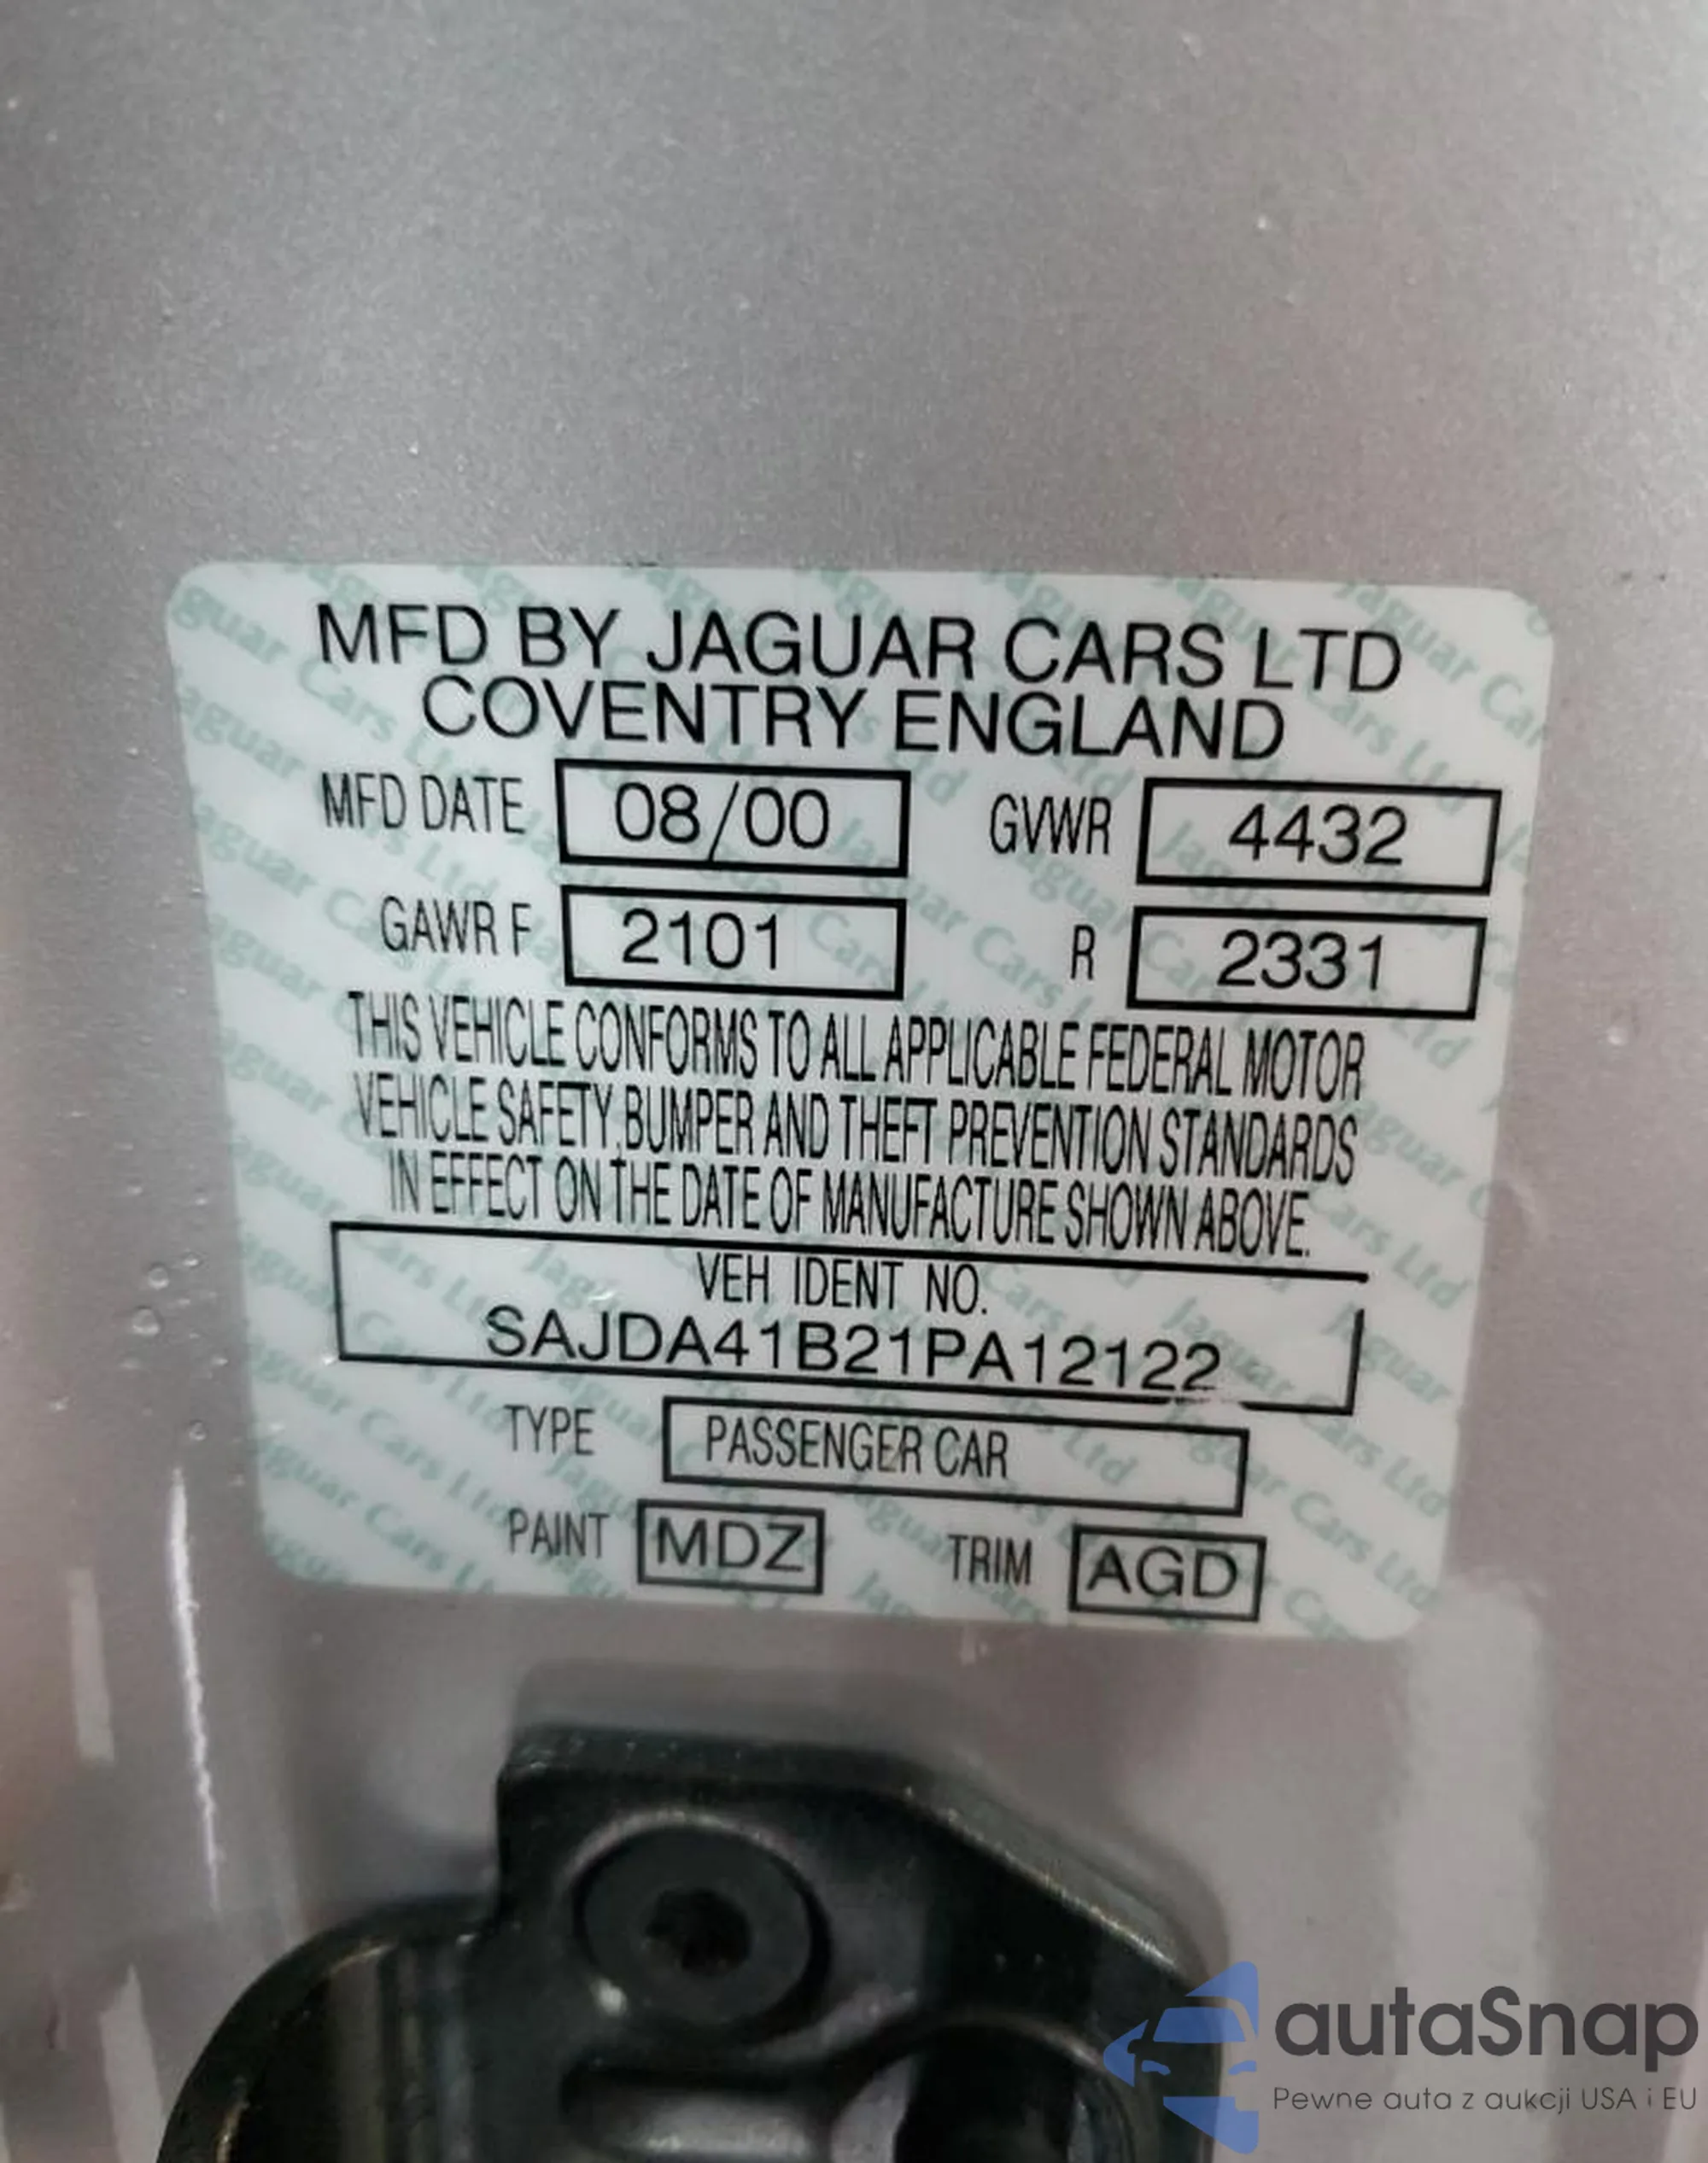 MFD BY JAGUAR CARS LTD
COVENTRY ENGLAND
MFD DATE 08/00 GVWR 4432
GAWR F 2101 R 2331
THIS VEHICLE CONFORMS TO ALL APPLICABLE FEDERAL MOTOR
VEHICLE SAFETY, BUMPER AND THEFT PREVENTION STANDARDS
IN EFFECT ON THE DATE OF MANUFACTURE SHOWN ABOVE.
VEH IDENT NO.
SAJDA41B21PA12122
TYPE PASSENGER CAR
PAINT MDZ TRIM AGD
autaSnap
Pewne auta z aukcji USA i EU